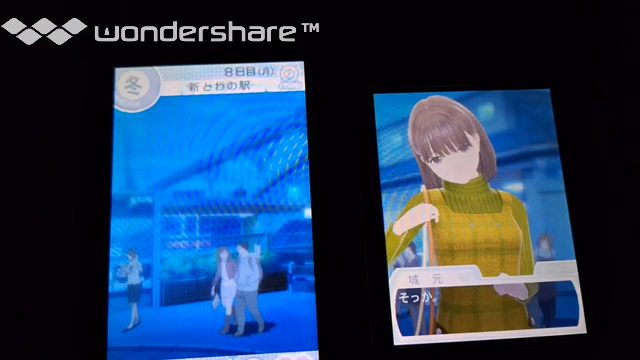 wondershare™
冬
8日目(月)
新とわの駅
城 元
そっか。